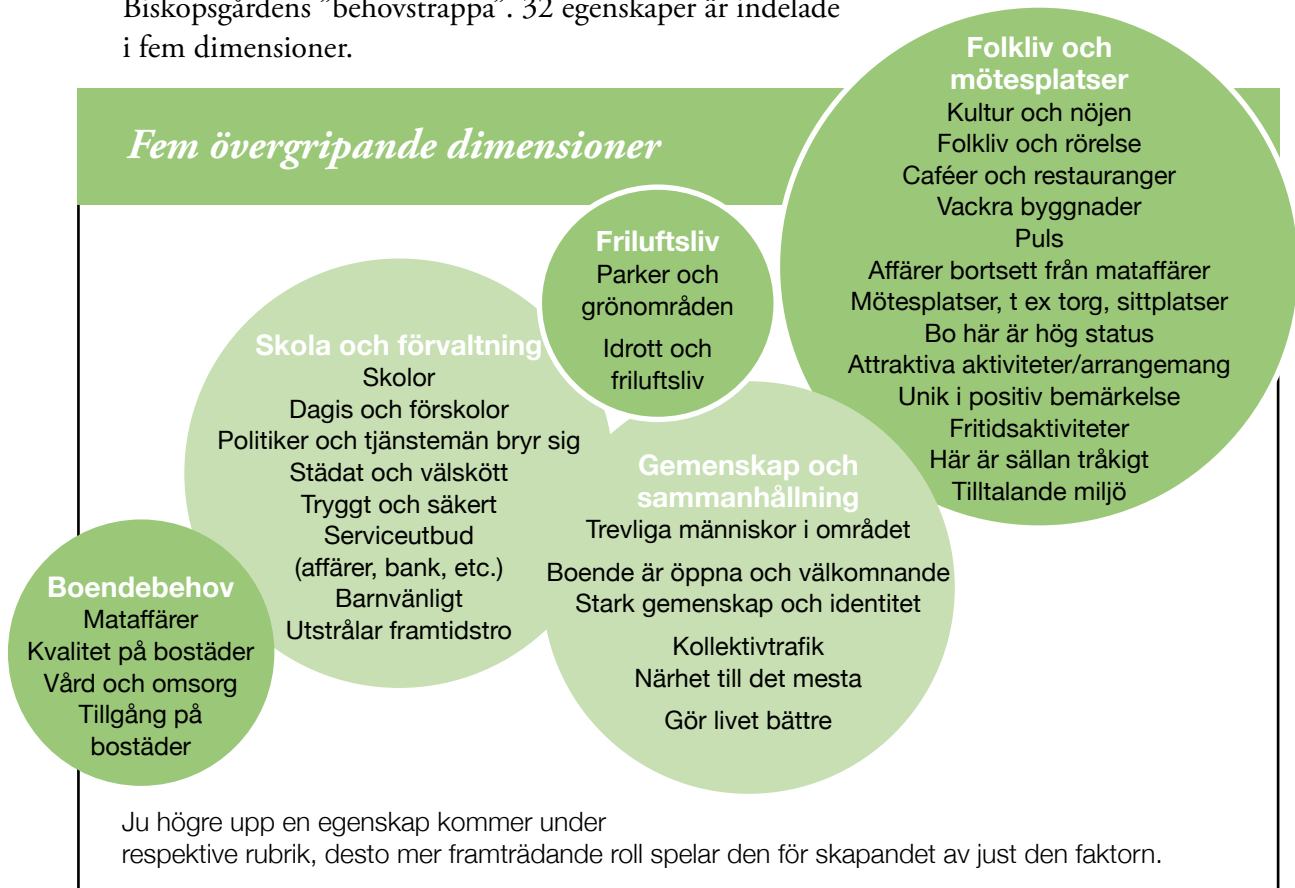 Biskopsgårdens ”behovstrappa”. 32 egenskaper är indelade
i fem dimensioner.
Fem övergripande dimensioner
Folkliv och
mötesplatser
Kultur och nöjen
Folkliv och rörelse
Caféer och restauranger
Vackra byggnader
Puls
Affärer bortsett från mataffärer
Mötesplatser, t ex torg, sittplatser
Bo här är hög status
Attraktiva aktiviteter/arrangemang
Unik i positiv bemärkelse
Fritidsaktiviteter
Här är sällan tråkigt
Tilltalande miljö
Friluftsliv
Parker och
grönområden
Idrott och
friluftsliv
Skola och förvaltning
Skolor
Dagis och förskolor
Politiker och tjänstemän bryr sig
Städat och välskött
Tryggt och säkert
Serviceutbud
(affärer, bank, etc.)
Barnvänligt
Utstrålar framtidstro
Gemenskap och
sammanhållning
Trevliga människor i området
Boende är öppna och välkomnande
Stark gemenskap och identitet
Kollektivtrafik
Närhet till det mesta
Gör livet bättre
Boendebehov
Mataffärer
Kvalitet på bostäder
Vård och omsorg
Tillgång på
bostäder
Ju högre upp en egenskap kommer under
respektive rubrik, desto mer framträdande roll spelar den för skapandet av just den faktorn.